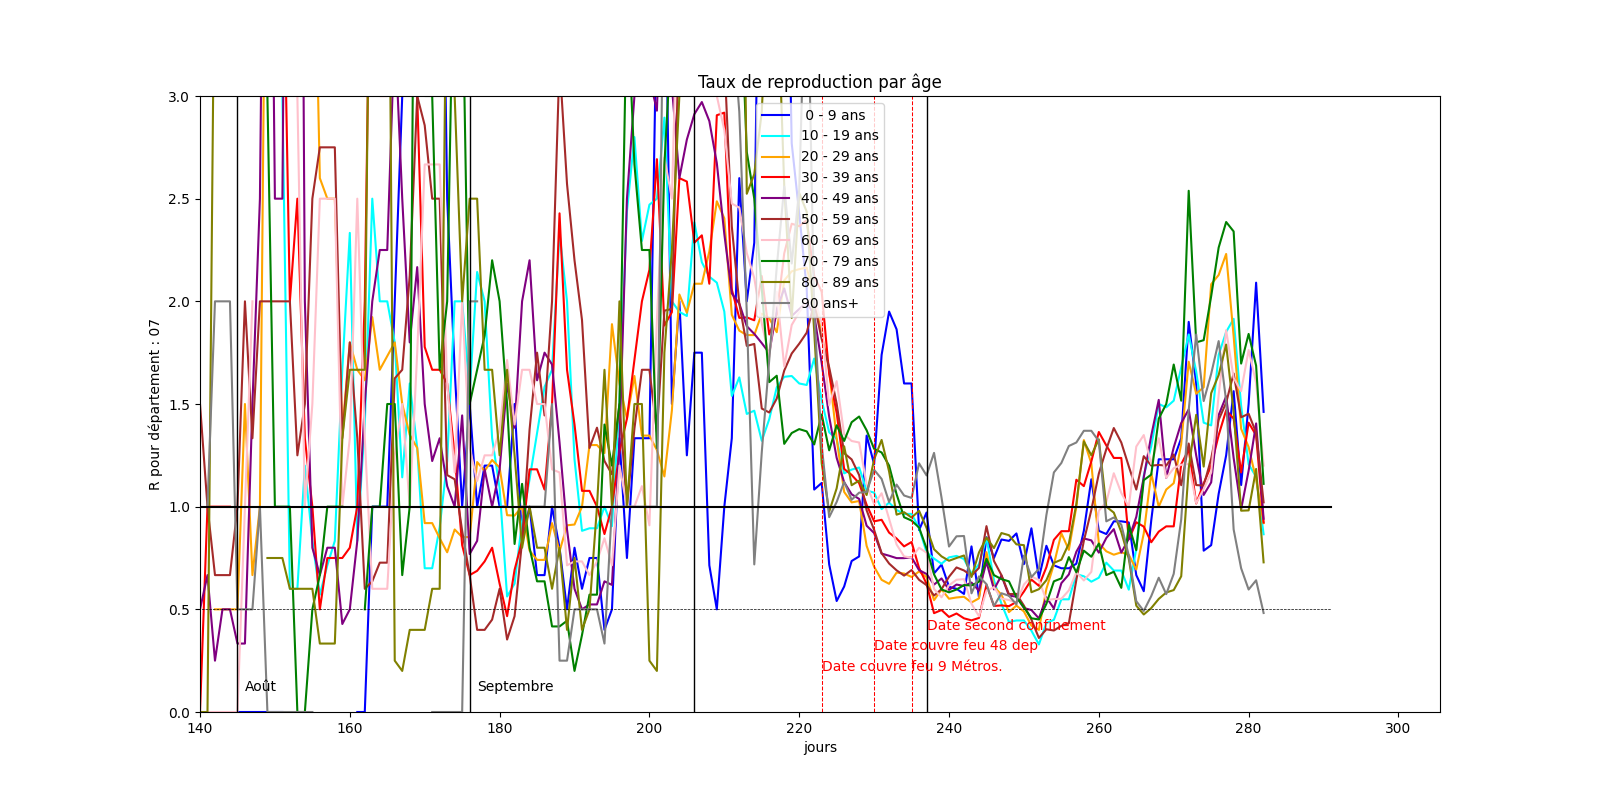 Taux de reproduction par âge
R pour département : 07
3.0
2.5
2.0
1.5
1.0
0.5
0.0
0 - 9 ans
10 - 19 ans
20 - 29 ans
30 - 39 ans
40 - 49 ans
50 - 59 ans
60 - 69 ans
70 - 79 ans
80 - 89 ans
90 ans+
Date second confinement
Date couvre feu 48 dep
Date couvre feu 9 Métros.
Août
Septembre
140 160 180 200 220 240 260 280 300
jours